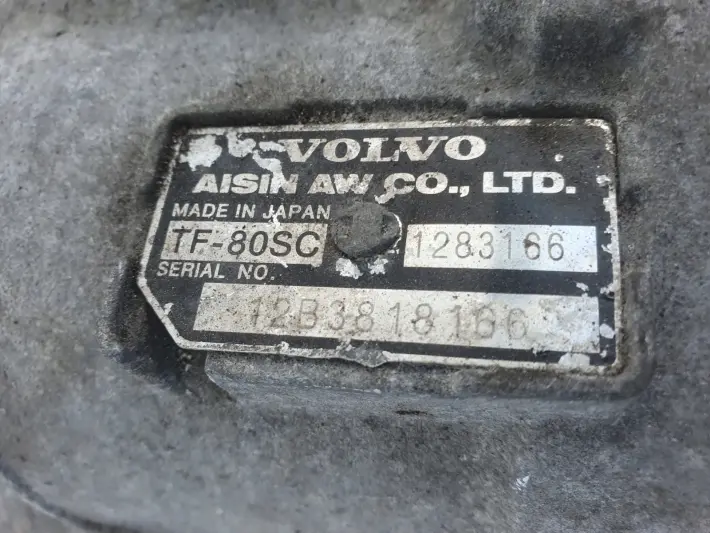 VOLVO
AISIN AW CO., LTD.
MADE IN JAPAN
TF-80SC 1283166
SERIAL NO.
12B3818166